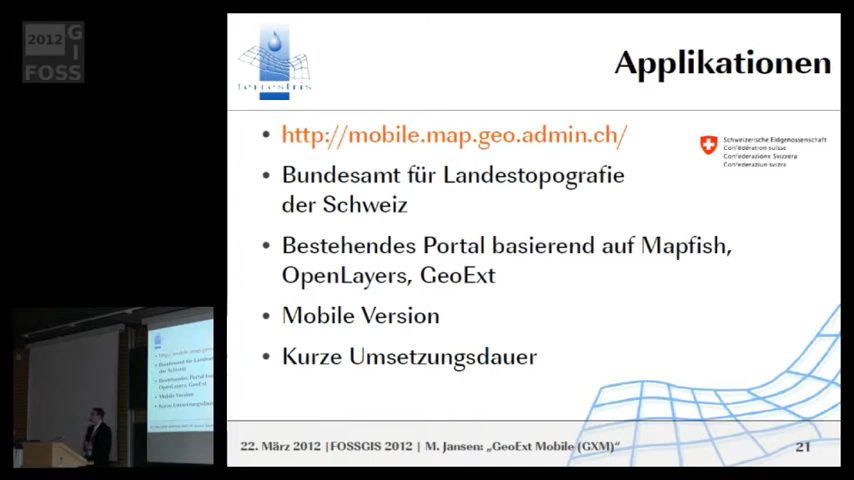 2012
GIS
FOSS
terrestris
Applikationen
http://mobile.map.geo.admin.ch/
Schweizerische Eidgenossenschaft
Confédération suisse
Confederazione Svizzera
Confederaziun svizra
Bundesamt für Landestopografie
der Schweiz
Bestehendes Portal basierend auf Mapfish,
OpenLayers, GeoExt
Mobile Version
Kurze Umsetzungsdauer
22. März 2012 |FOSSGIS 2012 | M. Jansen: „GeoExt Mobile (GXM)“
21